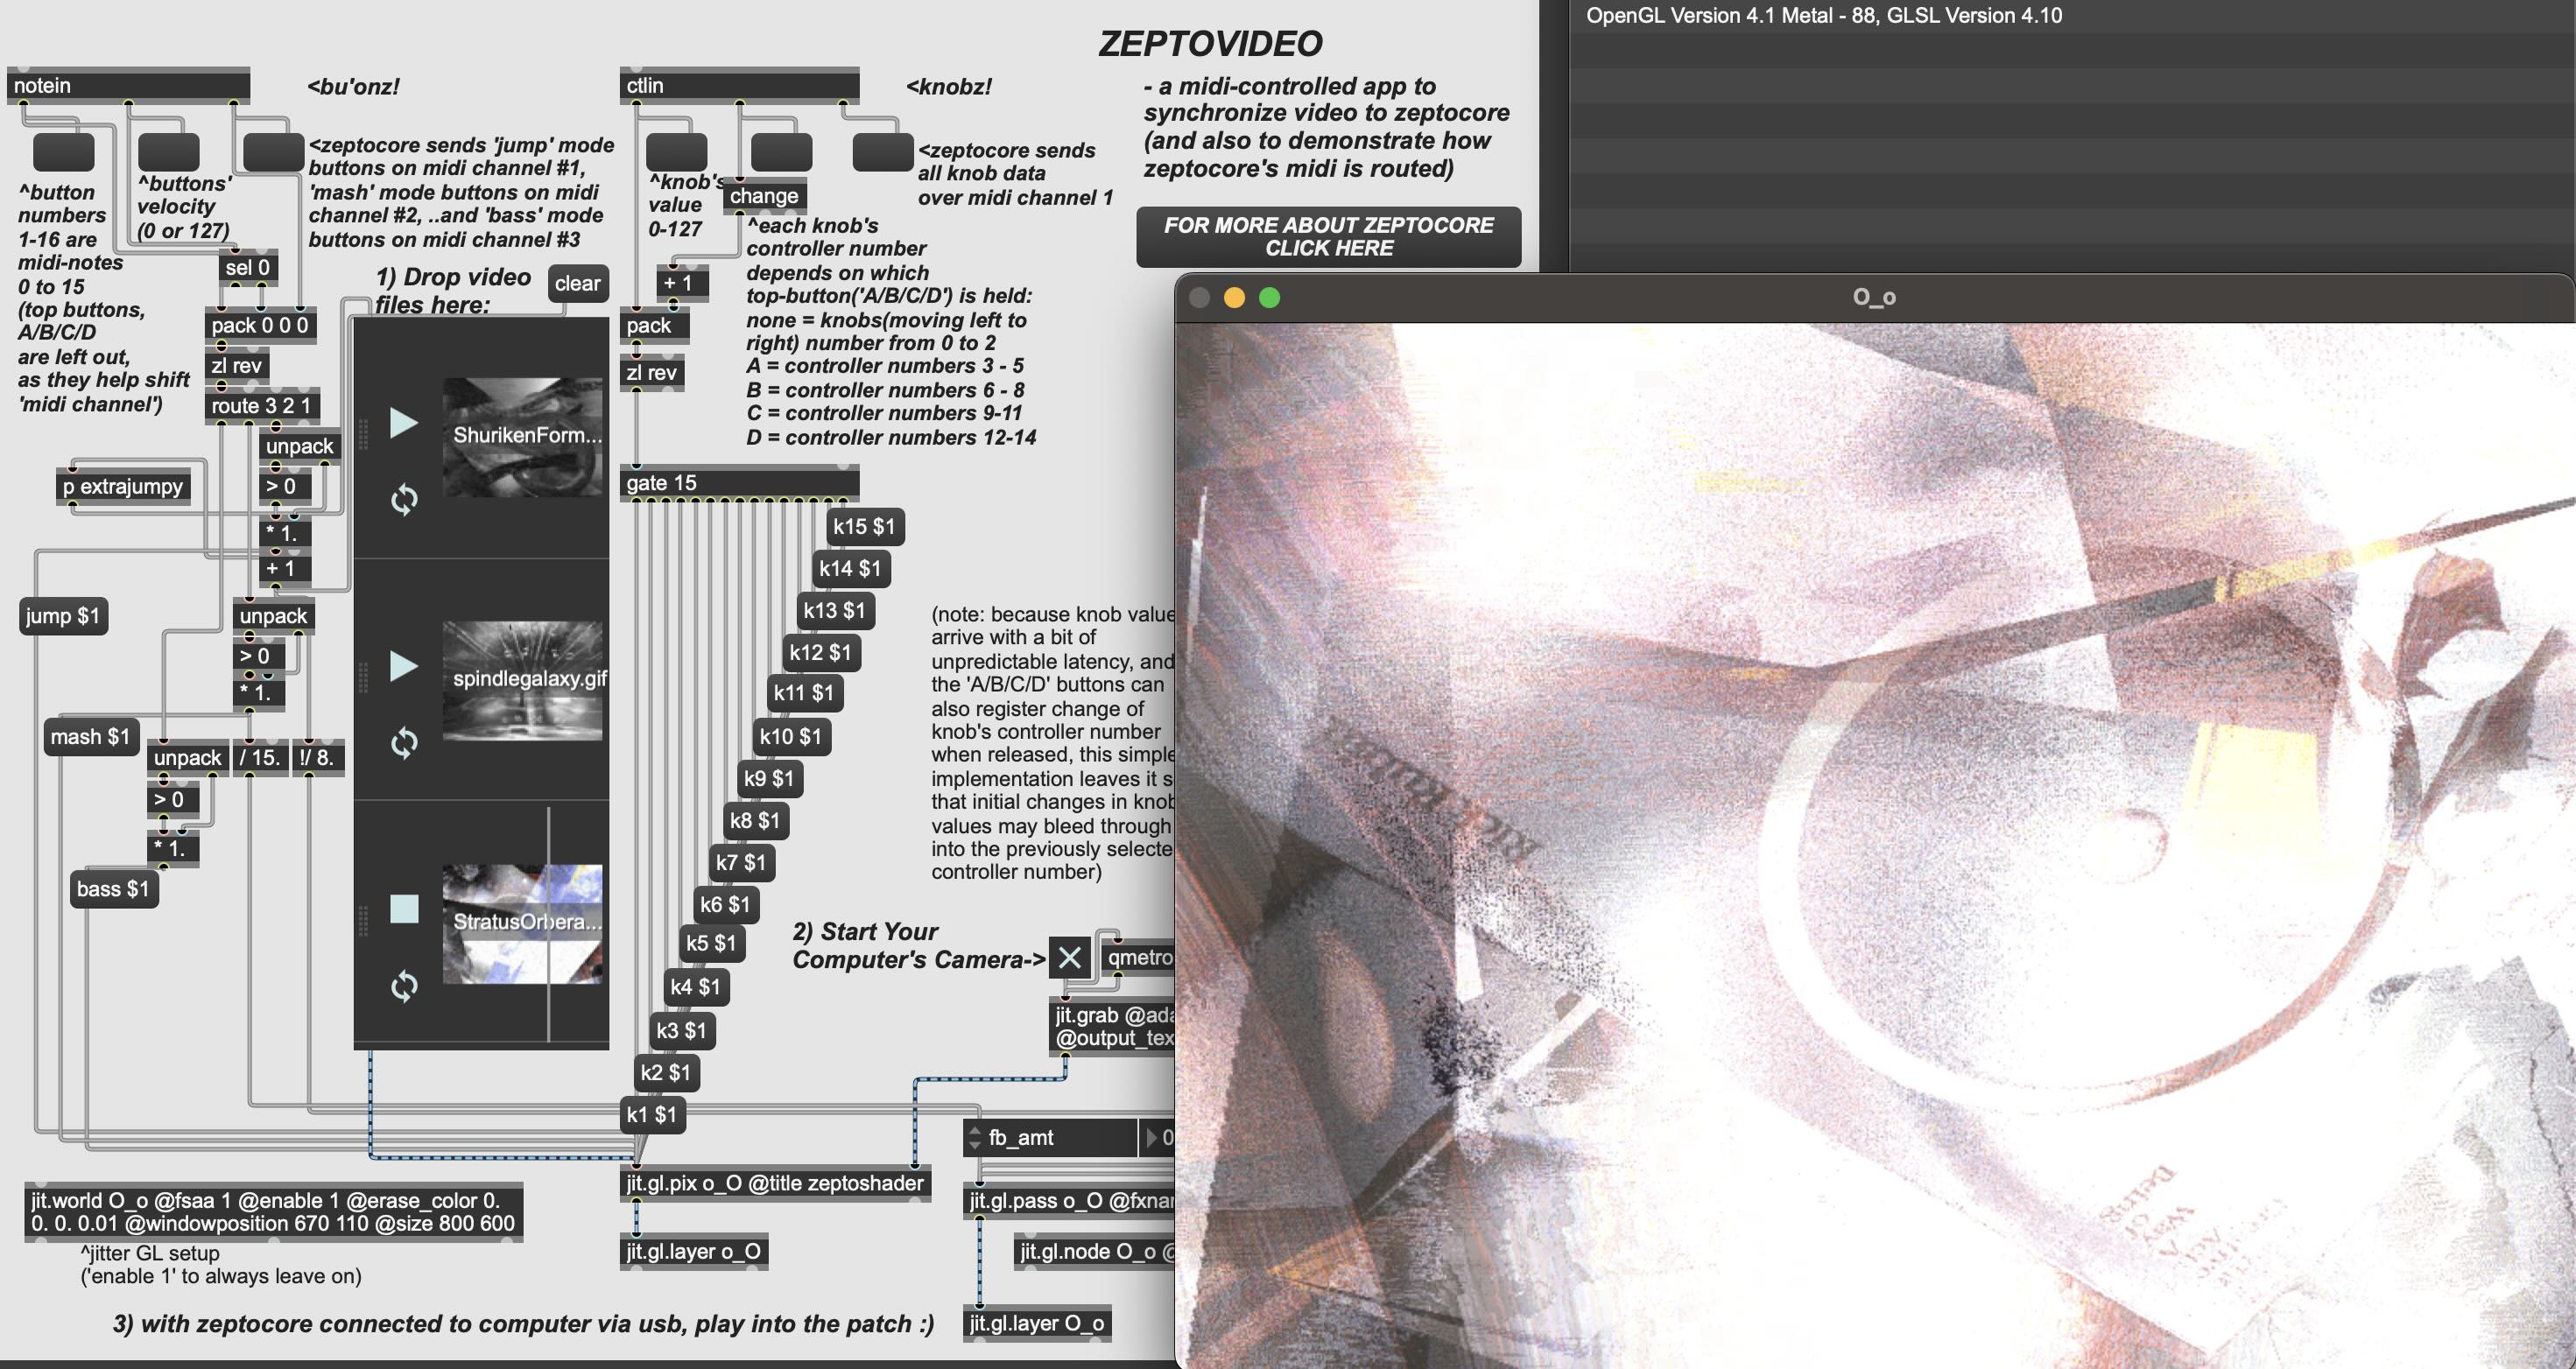 OpenGL Version 4.1 Metal - 88, GLSL Version 4.10
ZEPTOVIDEO
- a midi-controlled app to
synchronize video to zeptocore
(and also to demonstrate how
zeptocore's midi is routed)
FOR MORE ABOUT ZEPTOCORE
CLICK HERE
notein
<bu'onz!
^button
numbers
1-16 are
midi-notes
0 to 15
(top buttons,
A/B/C/D
are left out,
as they help shift
'midi channel')
^buttons'
velocity
(0 or 127)
<zeptocore sends 'jump' mode
buttons on midi channel #1,
'mash' mode buttons on midi
channel #2, ..and 'bass' mode
buttons on midi channel #3
sel 0
pack 0 0 0
zl rev
route 3 2 1
unpack
> 0
p extrajumpy
* 1.
+ 1
jump $1
unpack
> 0
* 1.
mash $1
unpack
/ 15.
!/ 8.
> 0
* 1.
bass $1
1) Drop video
files here:
clear
ShurikenForm...
spindlegalaxy.gif
StratusOrbera...
ctlin
<knobz!
^knob's
value
0-127
change
<zeptocore sends
all knob data
over midi channel 1
+ 1
pack
zl rev
^each knob's
controller number
depends on which
top-button('A/B/C/D') is held:
none = knobs(moving left to
right) number from 0 to 2
A = controller numbers 3 - 5
B = controller numbers 6 - 8
C = controller numbers 9-11
D = controller numbers 12-14
gate 15
k15 $1
k14 $1
k13 $1
k12 $1
k11 $1
k10 $1
k9 $1
k8 $1
k7 $1
k6 $1
k5 $1
k4 $1
k3 $1
k2 $1
k1 $1
(note: because knob value
arrive with a bit of
unpredictable latency, and
the 'A/B/C/D' buttons can
also register change of
knob's controller number
when released, this simple
implementation leaves it s
that initial changes in knob
values may bleed through
into the previously selecte
controller number)
2) Start Your
Computer's Camera->
qmetro
jit.grab @ada
@output_tex
fb_amt
0
jit.gl.pix o_O @title zeptoshader
jit.gl.layer o_O
jit.gl.pass o_O @fxnar
jit.gl.node O_o @
jit.gl.layer O_o
jit.world O_o @fsaa 1 @enable 1 @erase_color 0.
0. 0. 0.01 @windowposition 670 110 @size 800 600
^jitter GL setup
('enable 1' to always leave on)
3) with zeptocore connected to computer via usb, play into the patch :)
O_o